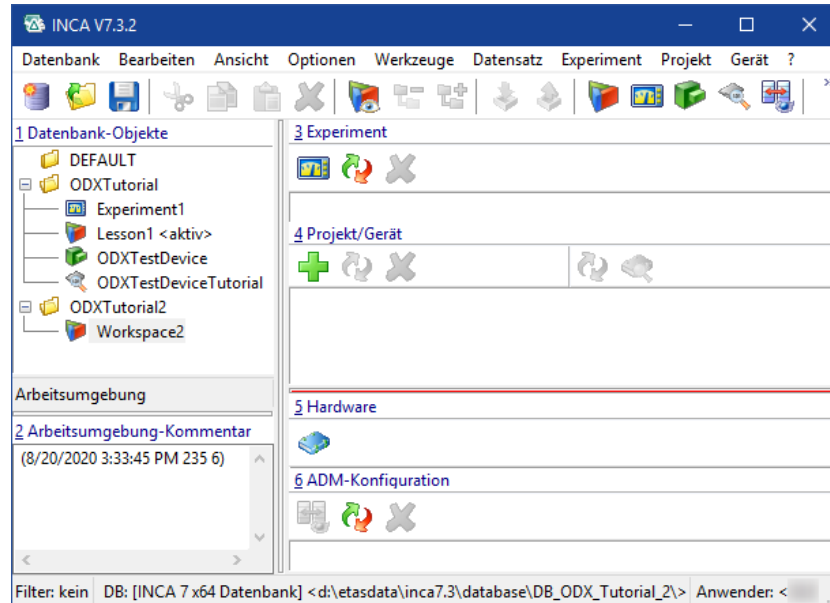 INCA V7.3.2
Datenbank Bearbeiten Ansicht Optionen Werkzeuge Datensatz Experiment Projekt Gerät ?
1 Datenbank-Objekte
DEFAULT
ODXTutorial
Experiment1
Lesson1 <aktiv>
ODXTestDevice
ODXTestDeviceTutorial
ODXTutorial2
Workspace2
Arbeitsumgebung
2 Arbeitsumgebung-Kommentar
(8/20/2020 3:33:45 PM 235 6)
3 Experiment
4 Projekt/Gerät
5 Hardware
6 ADM-Konfiguration
Filter: kein DB: [INCA 7 x64 Datenbank] <d:\etasdata\inca7.3\database\DB_ODX_Tutorial_2\> Anwender: <